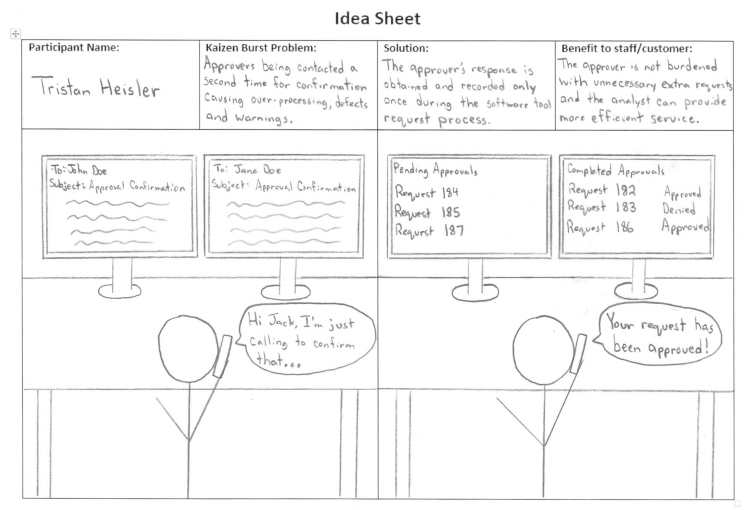 Idea Sheet
Participant Name:
Tristan Heisler
Kaizen Burst Problem:
Approvers being contacted a
second time for confirmation
causing over-processing, defects
and warnings.
Solution:
The approver's response is
obtained and recorded only
once during the software tool
request process.
Benefit to staff/customer:
The approver is not burdened
with unnecessary extra requests
and the analyst can provide
more efficient service.
To: John Doe
Subject: Approval Confirmation
To: Jane Doe
Subject: Approval Confirmation
Pending Approvals
Request 184
Request 185
Request 187
Completed Approvals
Request 182 Approved
Request 183 Denied
Request 186 Approved
Hi Jack, I'm just
calling to confirm
that...
Your request has
been approved!